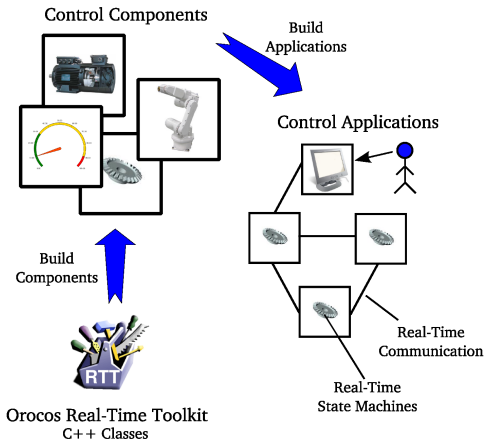 Control Components
Build
Applications
Control Applications
Build
Components
RTT
Real-Time
Communication
Real-Time
State Machines
Orocos Real-Time Toolkit
C++ Classes